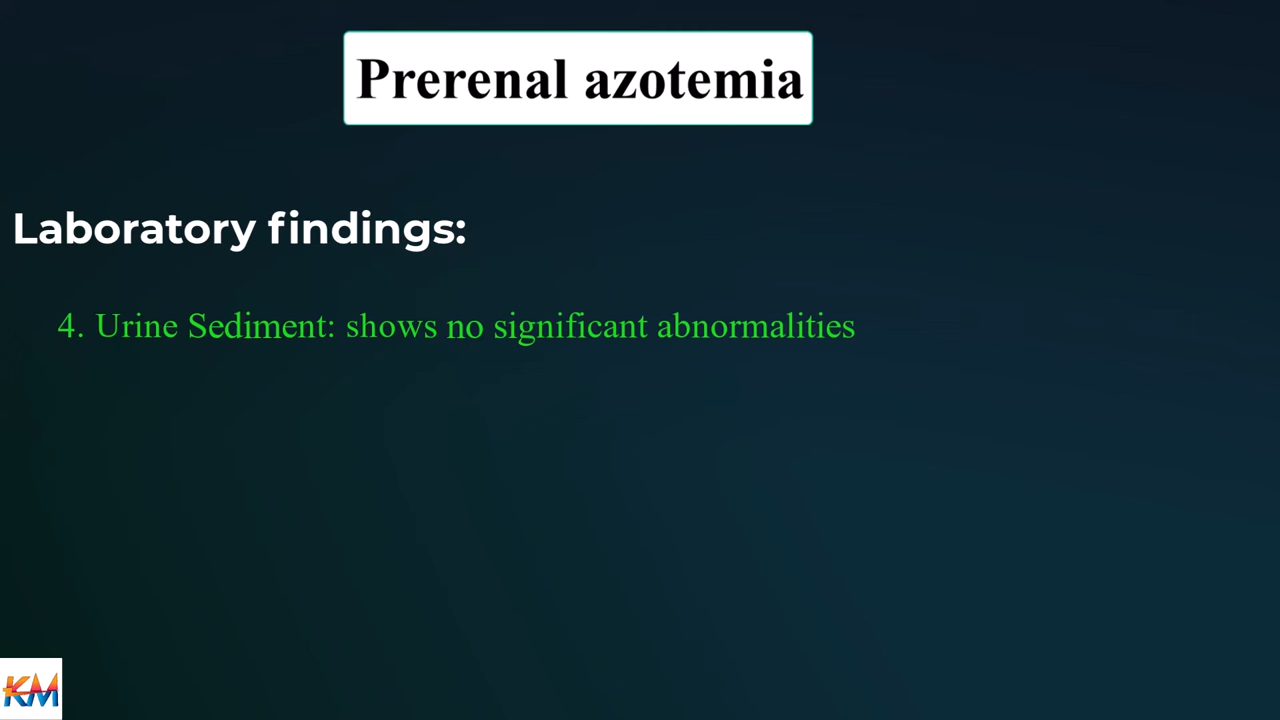 Prerenal azotemia
Laboratory findings:
4. Urine Sediment: shows no significant abnormalities
KM